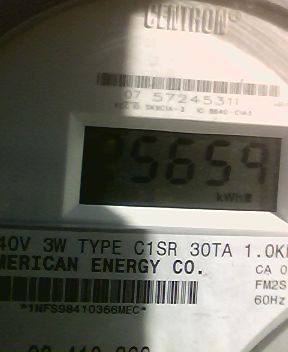 CENTRON®
07 57245311
25659
kWh
40V 3W TYPE C1SR 30TA 1.0K
MERICAN ENERGY CO.
CA 0
FM2S
60Hz
*1NFS98410366MEC*